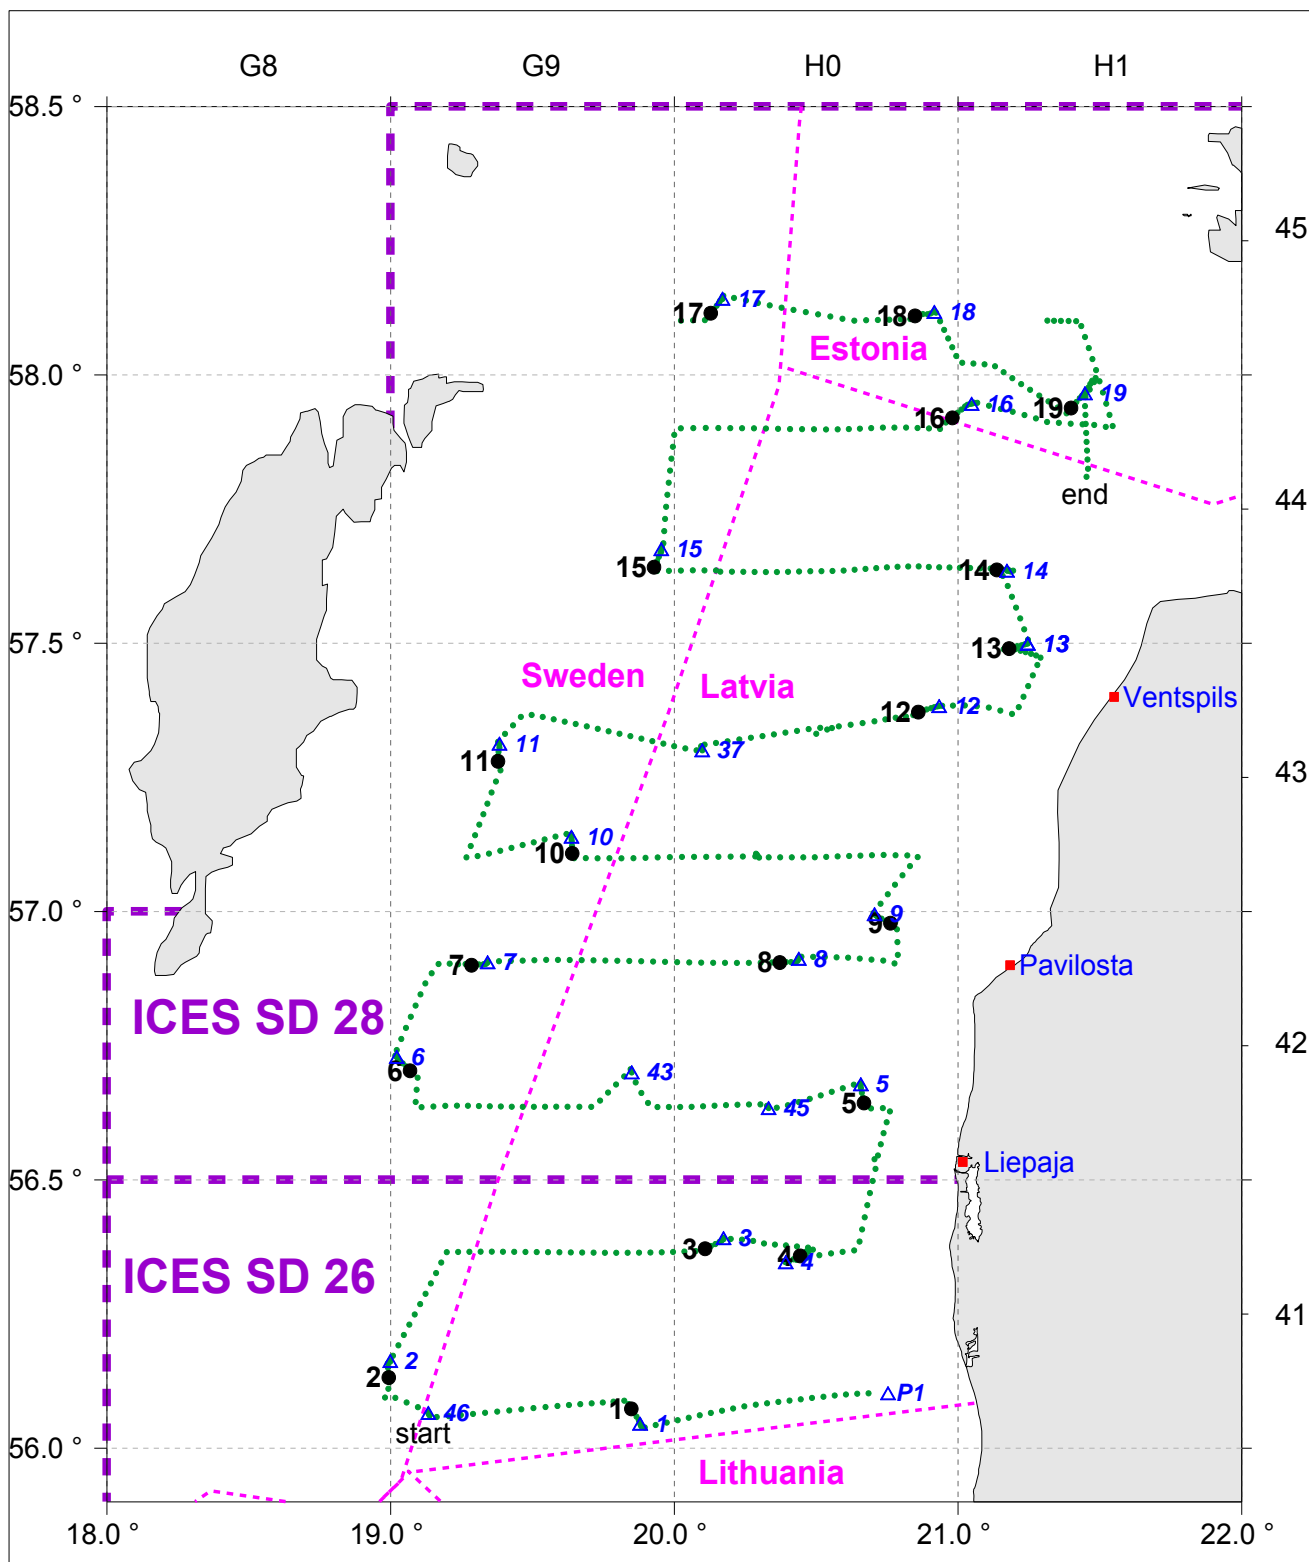 G8 G9 H0 H1
58.5 °
45
17 17 18 18
Estonia
58.0 °
16 16 19 19
end
44
15 15 14 14
57.5 °
13 13
Sweden Latvia
Ventspils
12 12
11 11 37
43
10 10
57.0 °
9 9
7 7 8 8
Pavilosta
ICES SD 28
6 6 43 5 5
42
45
Liepaja
56.5 °
3 3 4 4
ICES SD 26
41
2 2
P1
46 1 1
start
56.0 °
Lithuania
18.0 ° 19.0 ° 20.0 ° 21.0 ° 22.0 °